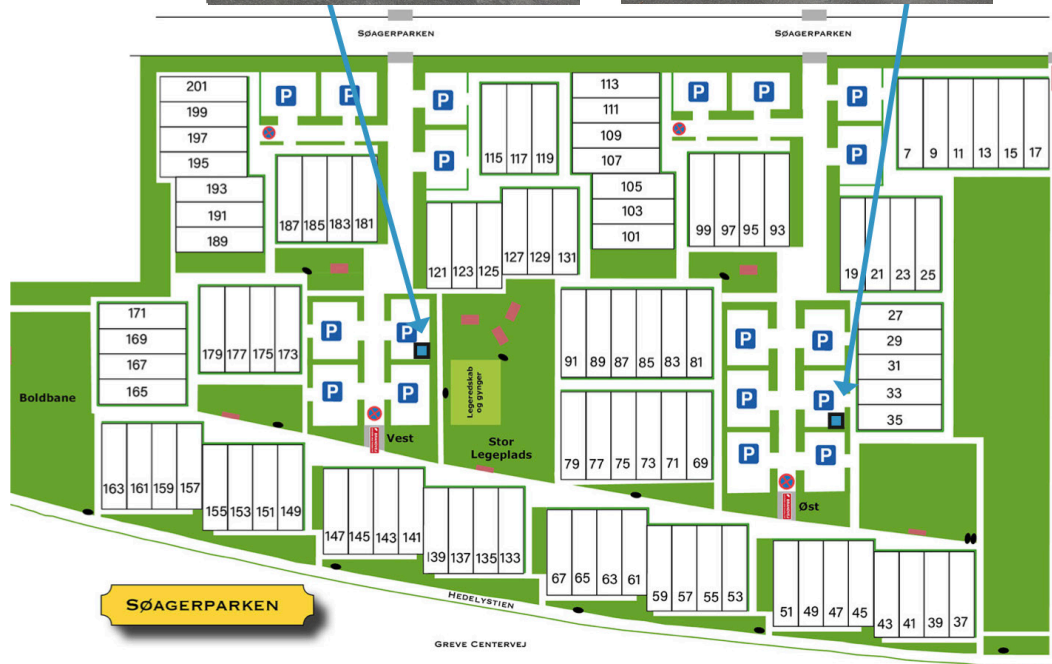 SØAGERPARKEN
SØAGERPARKEN
201
199
197
195
193
191
189
P
P
P
P
187 185 183 181
115 117 119
113
111
109
107
105
103
101
P
P
P
P
99 97 95 93
7 9 11 13 15 17
121 123 125
127 129 131
19 21 23 25
171
169
167
165
179 177 175 173
P
P
P
P
91 89 87 85 83 81
P
P
P
P
P
P
27
29
31
33
35
Boldbane
Legeredskab
og gynger
Vest
Stor
Legeplads
79 77 75 73 71 69
Øst
163 161 159 157
155 153 151 149
147 145 143 141
139 137 135 133
67 65 63 61
59 57 55 53
51 49 47 45
43 41 39 37
SØAGERPARKEN
HEDELYSTIEN
GREVE CENTERVEJ